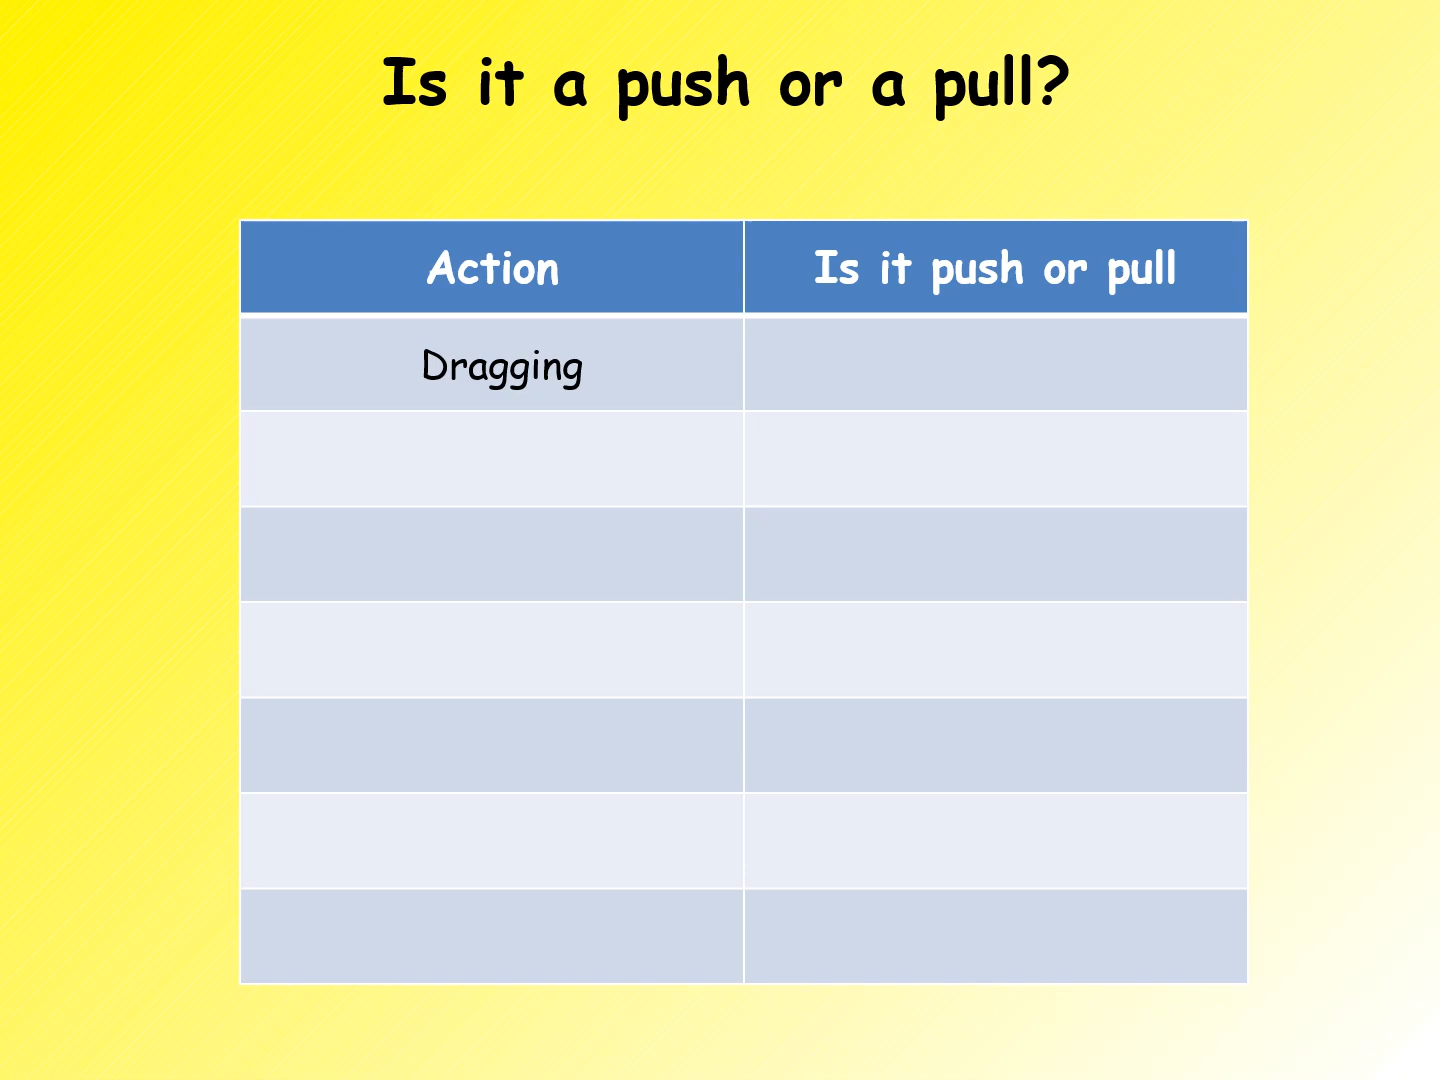 Is it a push or a pull?
Action
Is it push or pull
Dragging